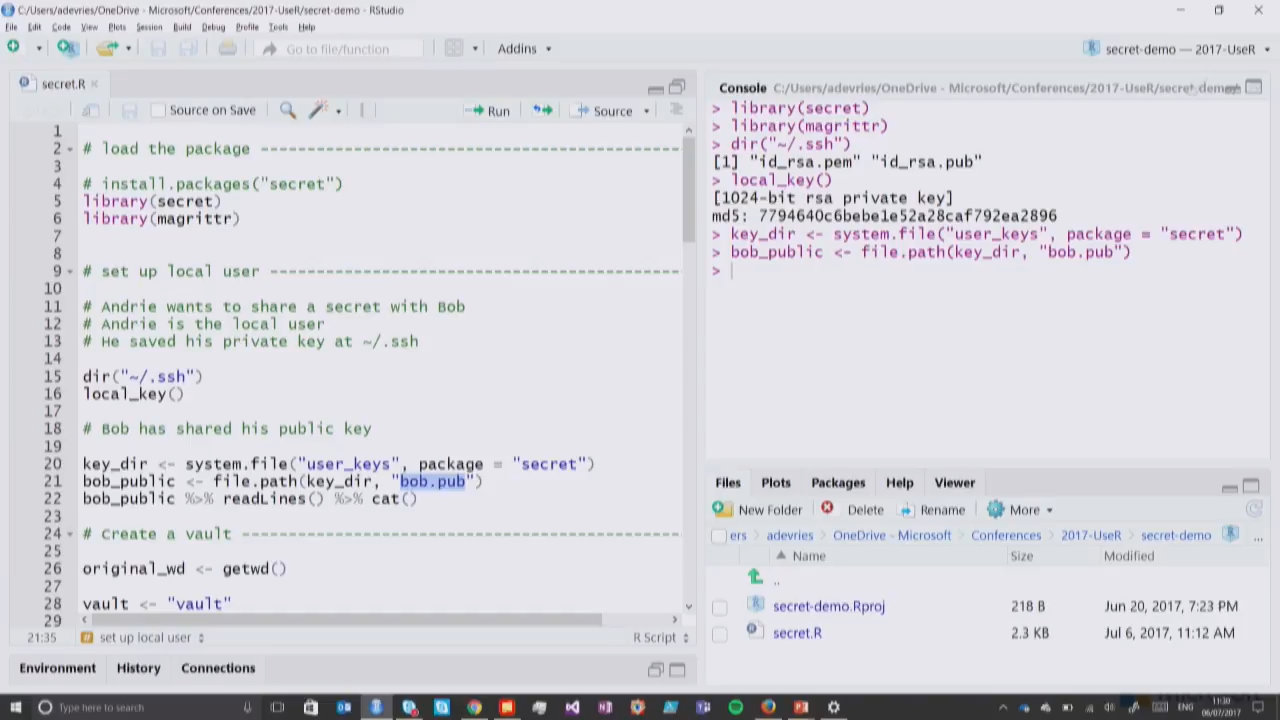 C:/Users/adevries/OneDrive - Microsoft/Conferences/2017-UseR/secret-demo - RStudio
File Edit Code View Plots Session Build Debug Profile Tools Help
Go to file/function
Addins
secret-demo — 2017-UseR
secret.R
Source on Save
Run
Source
1
2 # load the package --------------------------------------------------
3
4 # install.packages("secret")
5 library(secret)
6 library(magrittr)
7
8
9 # set up local user -------------------------------------------------
10
11 # Andrie wants to share a secret with Bob
12 # Andrie is the local user
13 # He saved his private key at ~/.ssh
14
15 dir("~/.ssh")
16 local_key()
17
18 # Bob has shared his public key
19
20 key_dir <- system.file("user_keys", package = "secret")
21 bob_public <- file.path(key_dir, "bob.pub")
22 bob_public %>% readLines() %>% cat()
23
24 # Create a vault ----------------------------------------------------
25
26 original_wd <- getwd()
27
28 vault <- "vault"
29
21:35
set up local user
R Script
Environment History Connections
Console C:/Users/adevries/OneDrive - Microsoft/Conferences/2017-UseR/secret-demo/
> library(secret)
> library(magrittr)
> dir("~/.ssh")
[1] "id_rsa.pem" "id_rsa.pub"
> local_key()
[1024-bit rsa private key]
md5: 7794640c6bebe1e52a28caf792ea2896
> key_dir <- system.file("user_keys", package = "secret")
> bob_public <- file.path(key_dir, "bob.pub")
>
Files Plots Packages Help Viewer
New Folder Delete Rename More
ers adevries OneDrive - Microsoft Conferences 2017-UseR secret-demo ...
Name Size Modified
..
secret-demo.Rproj 218 B Jun 20, 2017, 7:23 PM
secret.R 2.3 KB Jul 6, 2017, 11:12 AM
Type here to search
ENG
11:30
06/07/2017